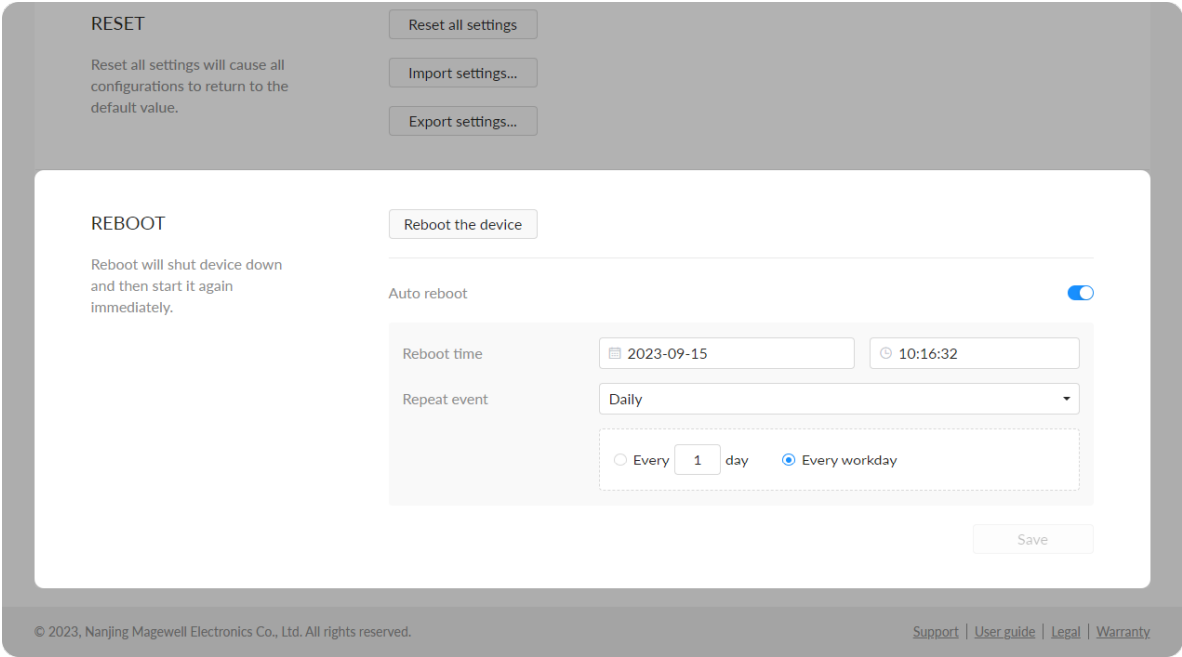 RESET
Reset all settings
Reset all settings will cause all
configurations to return to the
default value.
Import settings...
Export settings...
REBOOT
Reboot the device
Reboot will shut device down
and then start it again
immediately.
Auto reboot
Reboot time 2023-09-15 10:16:32
Repeat event Daily
Every 1 day Every workday
Save
© 2023, Nanjing Magewell Electronics Co., Ltd. All rights reserved. Support | User guide | Legal | Warranty